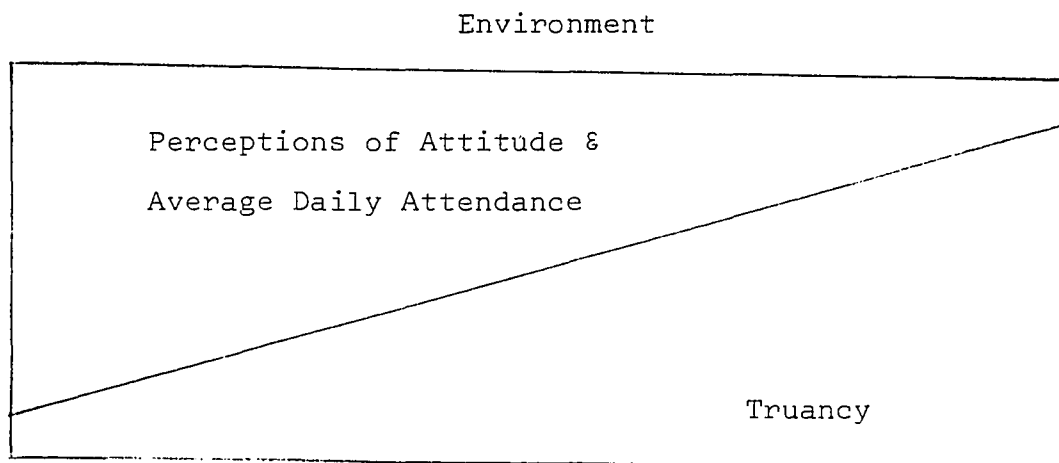 Environment
Perceptions of Attitude &
Average Daily Attendance
Truancy